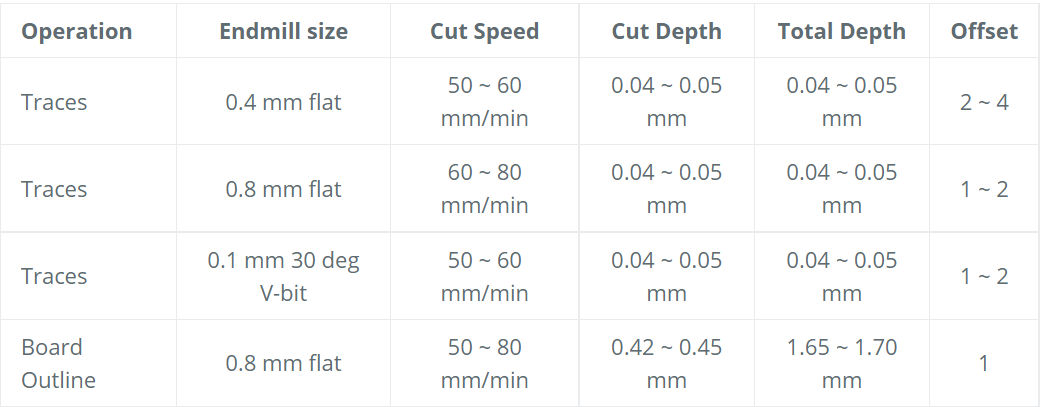 Operation Endmill size Cut Speed Cut Depth Total Depth Offset
Traces 0.4 mm flat 50 ~ 60 mm/min 0.04 ~ 0.05 mm 0.04 ~ 0.05 mm 2 ~ 4
Traces 0.8 mm flat 60 ~ 80 mm/min 0.04 ~ 0.05 mm 0.04 ~ 0.05 mm 1 ~ 2
Traces 0.1 mm 30 deg V-bit 50 ~ 60 mm/min 0.04 ~ 0.05 mm 0.04 ~ 0.05 mm 1 ~ 2
Board Outline 0.8 mm flat 50 ~ 80 mm/min 0.42 ~ 0.45 mm 1.65 ~ 1.70 mm 1